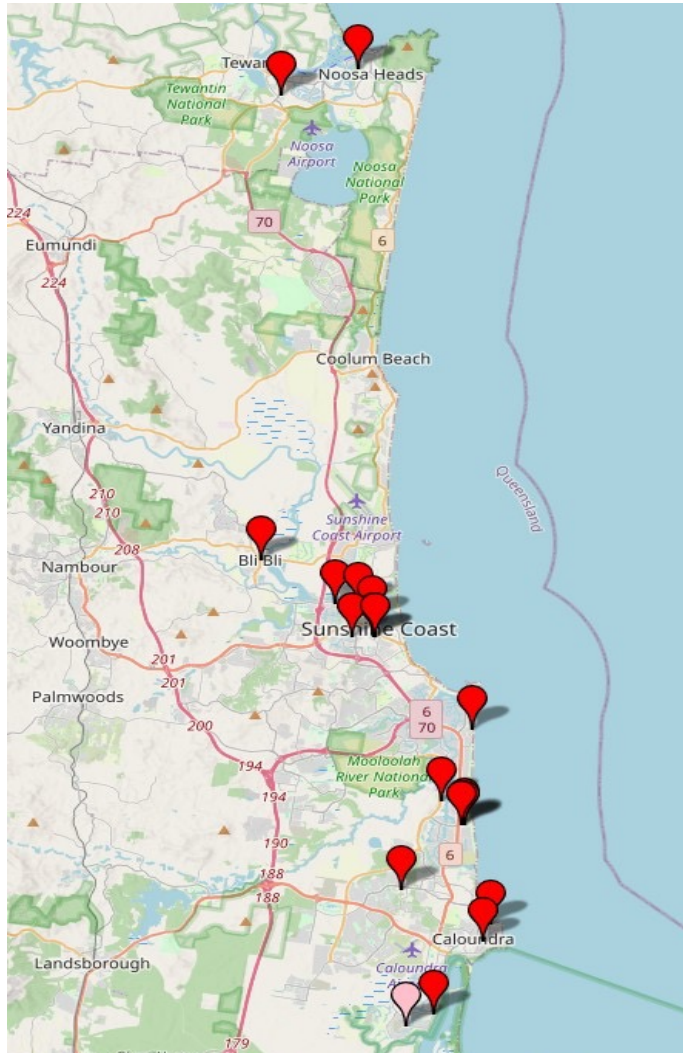 Tewan
Noosa Heads
Tewantin
National
Park
Noosa
Airport
Noosa
National
Park
224
70
6
Eumundi
224
Coolum Beach
Yandina
Queensland
210
210
Sunshine
Coast Airport
208
Bli Bli
Nambour
Sunshine Coast
Woombye
201
201
Palmwoods
200
6
70
194
Mooloolah
River National
Park
194
190
6
188
188
Caloundra
Landsborough
Caloundra
179